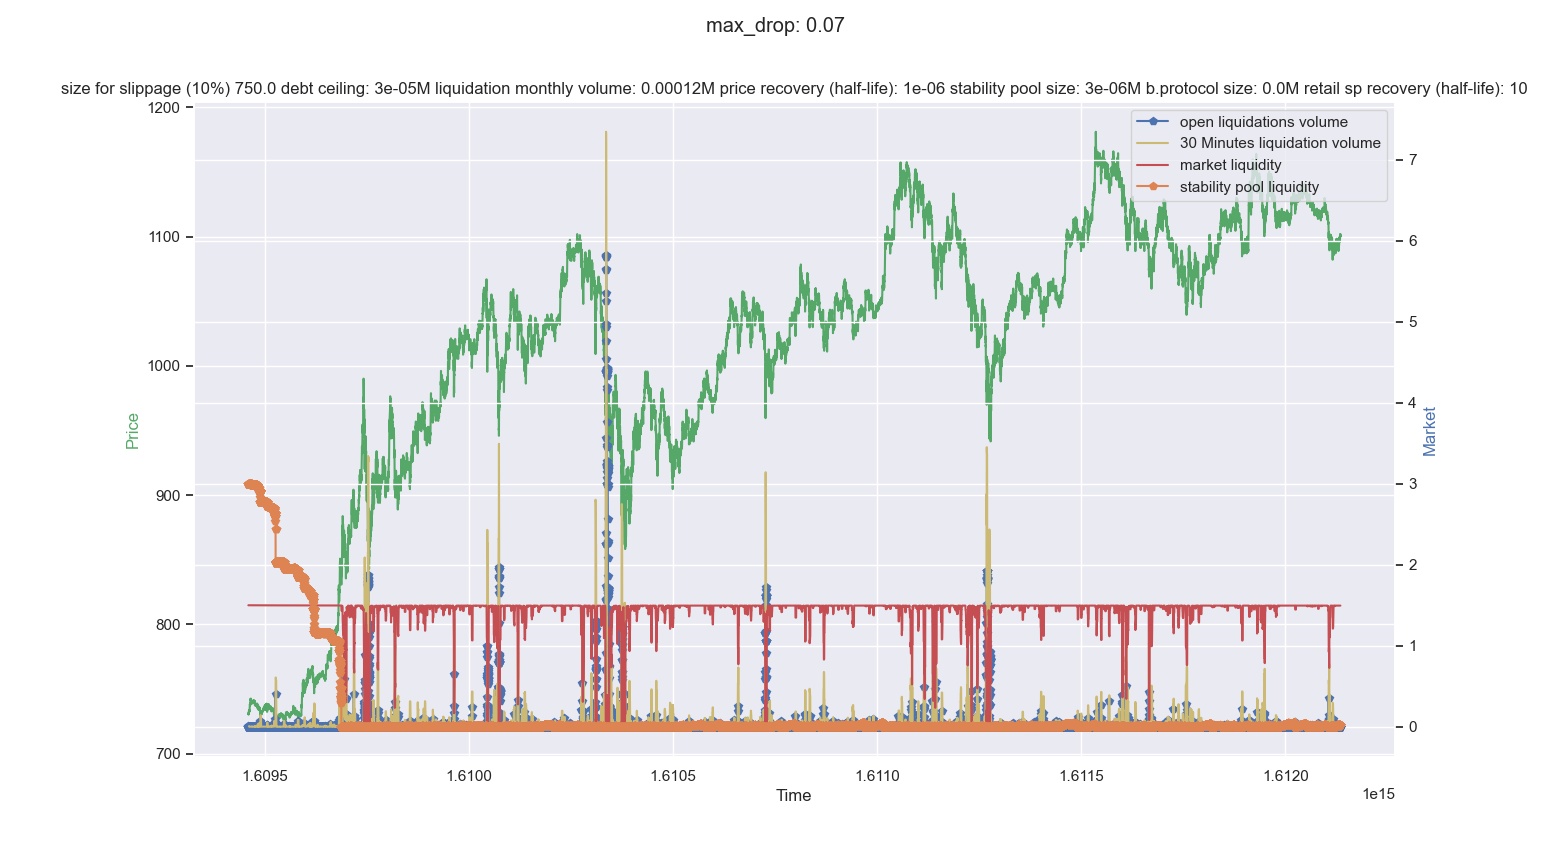 max_drop: 0.07
size for slippage (10%) 750.0 debt ceiling: 3e-05M liquidation monthly volume: 0.00012M price recovery (half-life): 1e-06 stability pool size: 3e-06M b.protocol size: 0.0M retail sp recovery (half-life): 10
open liquidations volume
30 Minutes liquidation volume
market liquidity
stability pool liquidity
1200
1100
1000
900
800
700
Price
7
6
5
4
3
2
1
0
Market
1.6095 1.6100 1.6105 1.6110 1.6115 1.6120
1e15
Time